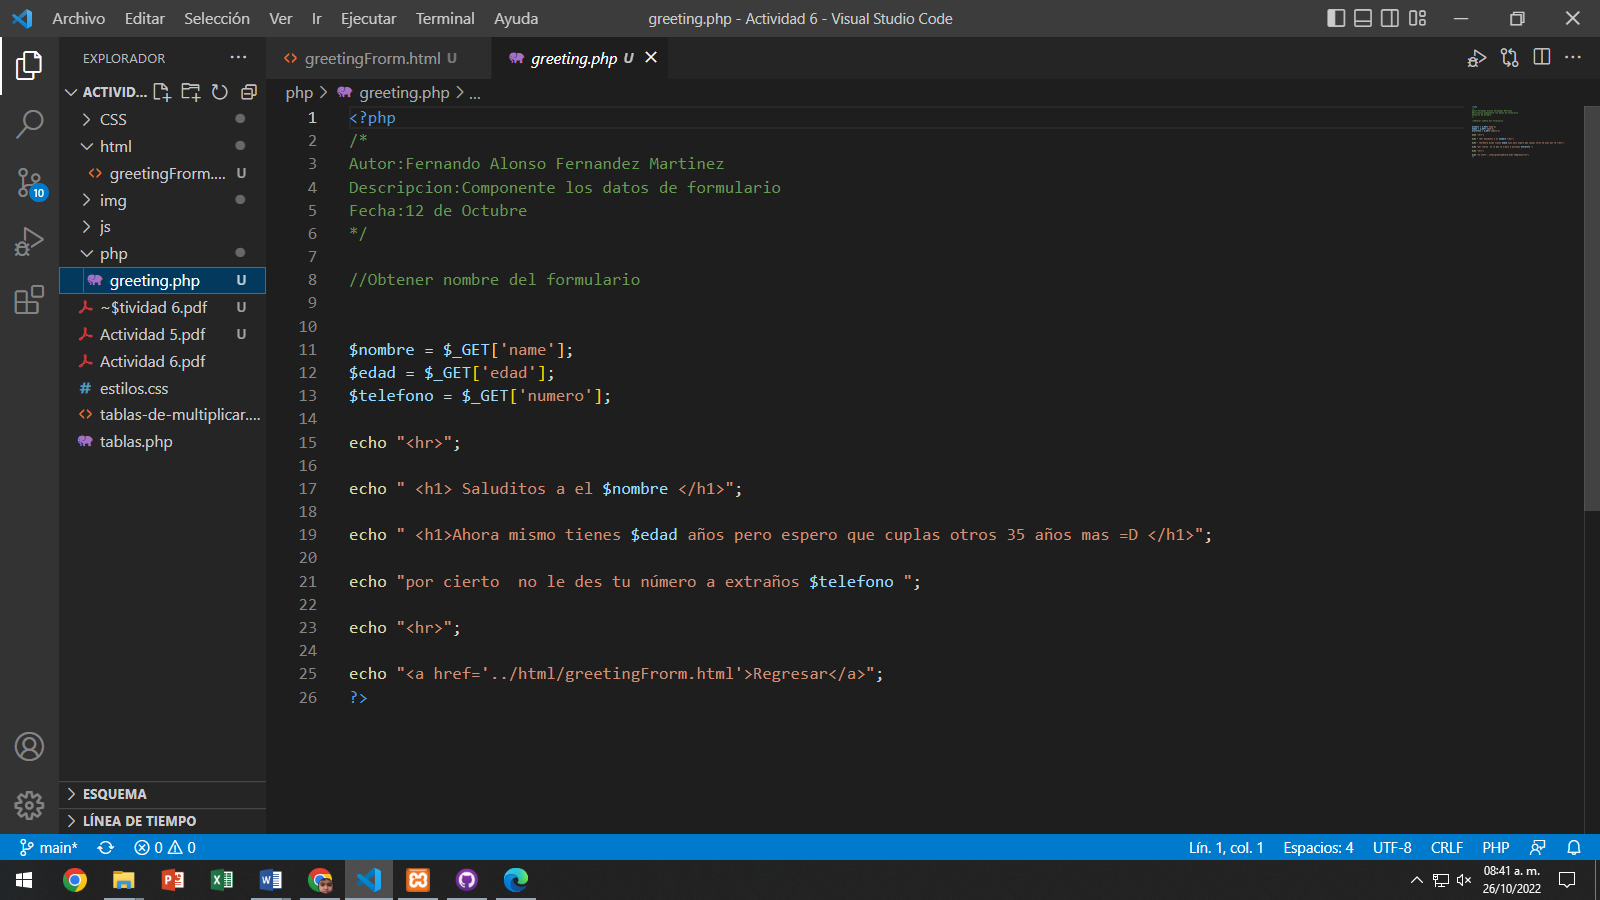 Archivo Editar Selección Ver Ir Ejecutar Terminal Ayuda
greeting.php - Actividad 6 - Visual Studio Code
EXPLORADOR
ACTIVID...
CSS
html
greetingFrorm.... U
img
js
php
greeting.php U
~$tividad 6.pdf U
Actividad 5.pdf U
Actividad 6.pdf
estilos.css
tablas-de-multiplicar....
tablas.php
ESQUEMA
LÍNEA DE TIEMPO
10
greetingFrorm.html U
greeting.php U
php > greeting.php > ...
1 <?php
2 /*
3 Autor:Fernando Alonso Fernandez Martinez
4 Descripcion:Componente los datos de formulario
5 Fecha:12 de Octubre
6 */
7
8 //Obtener nombre del formulario
9
10
11 $nombre = $_GET['name'];
12 $edad = $_GET['edad'];
13 $telefono = $_GET['numero'];
14
15 echo "<hr>";
16
17 echo " <h1> Saluditos a el $nombre </h1>";
18
19 echo " <h1>Ahora mismo tienes $edad años pero espero que cuplas otros 35 años mas =D </h1>";
20
21 echo "por cierto  no le des tu número a extraños $telefono ";
22
23 echo "<hr>";
24
25 echo "<a href='../html/greetingFrorm.html'>Regresar</a>";
26 ?>
main* 0 0
Lín. 1, col. 1 Espacios: 4 UTF-8 CRLF PHP
08:41 a. m.
26/10/2022